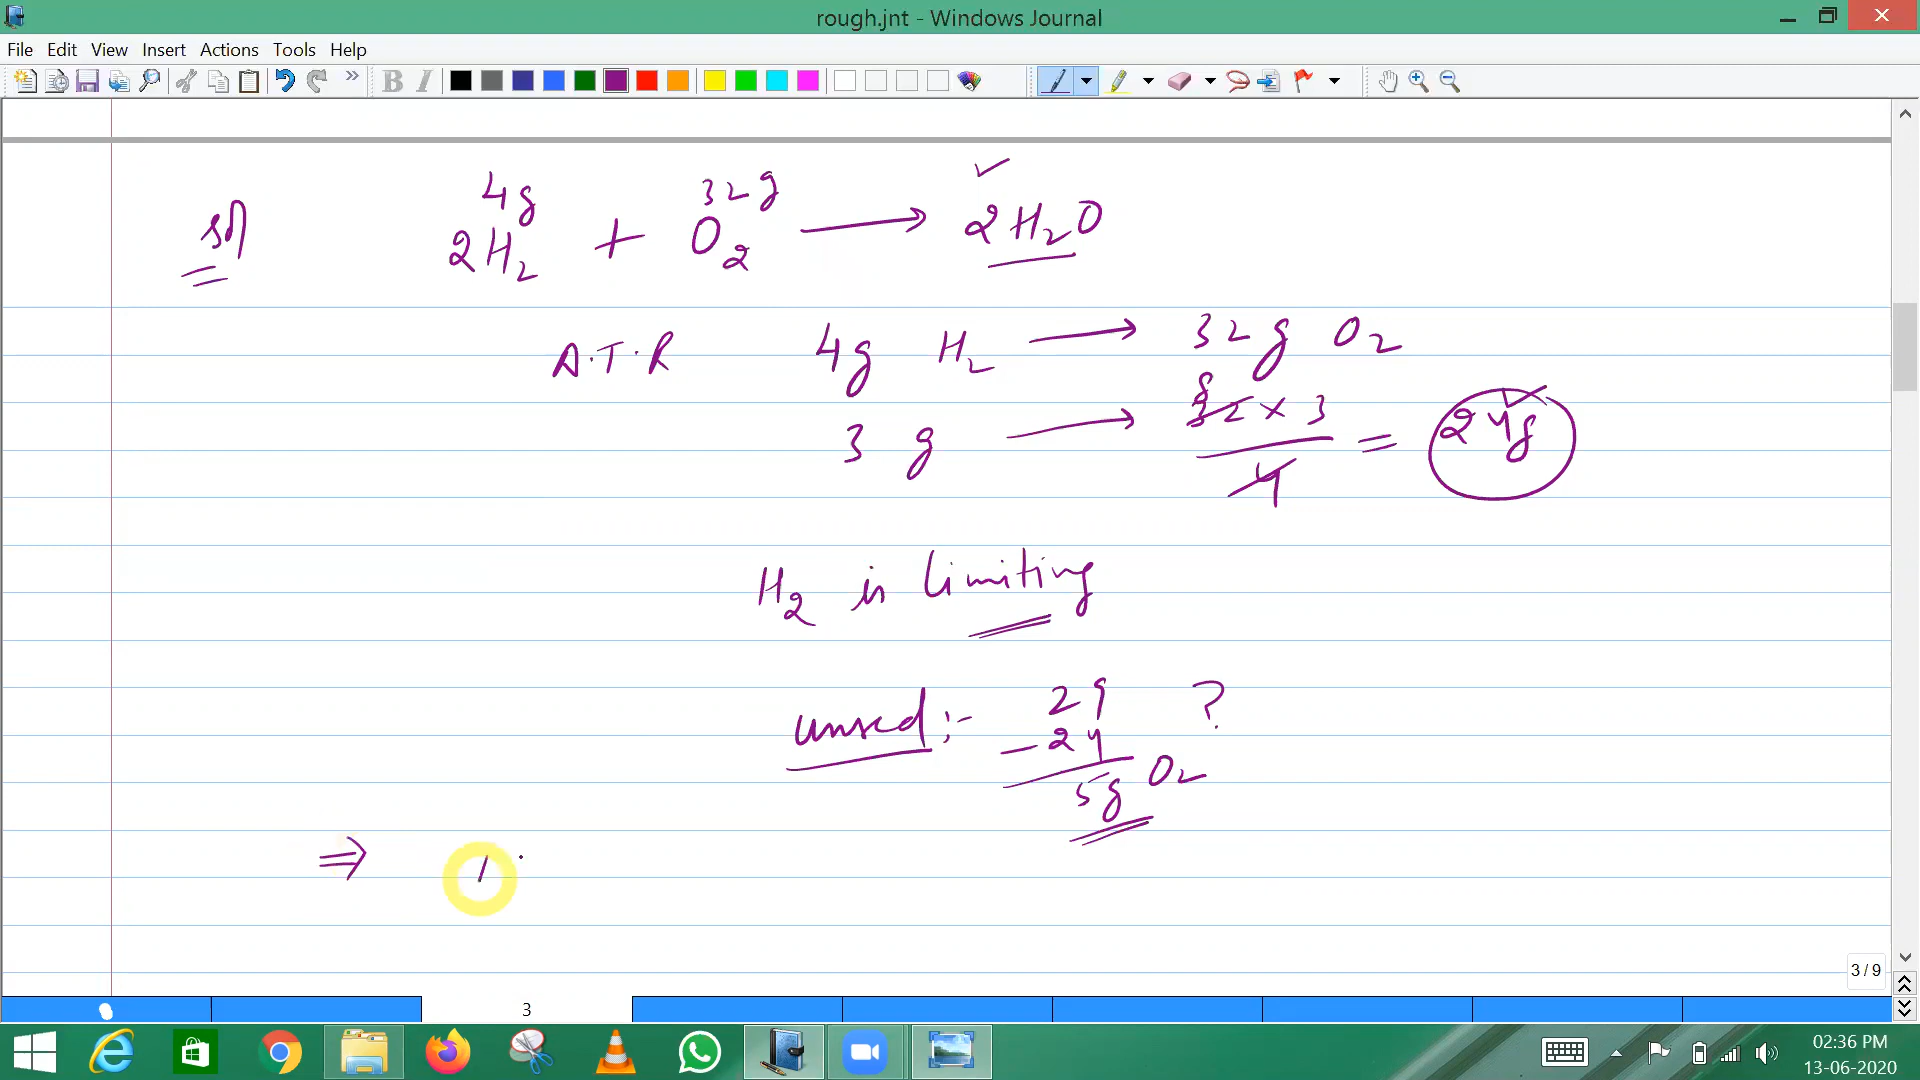 rough.jnt - Windows Journal
File Edit View Insert Actions Tools Help
B I
4g 32g
sol 2H2 + O2 → 2H2O
A.T.R 4g H2 → 32g O2
8
3 g → 32 × 3 = 24g
4
H2 is limiting
unused :- 29 ?
- 24
5g O2
⇒
3 / 9
3
02:36 PM
13-06-2020